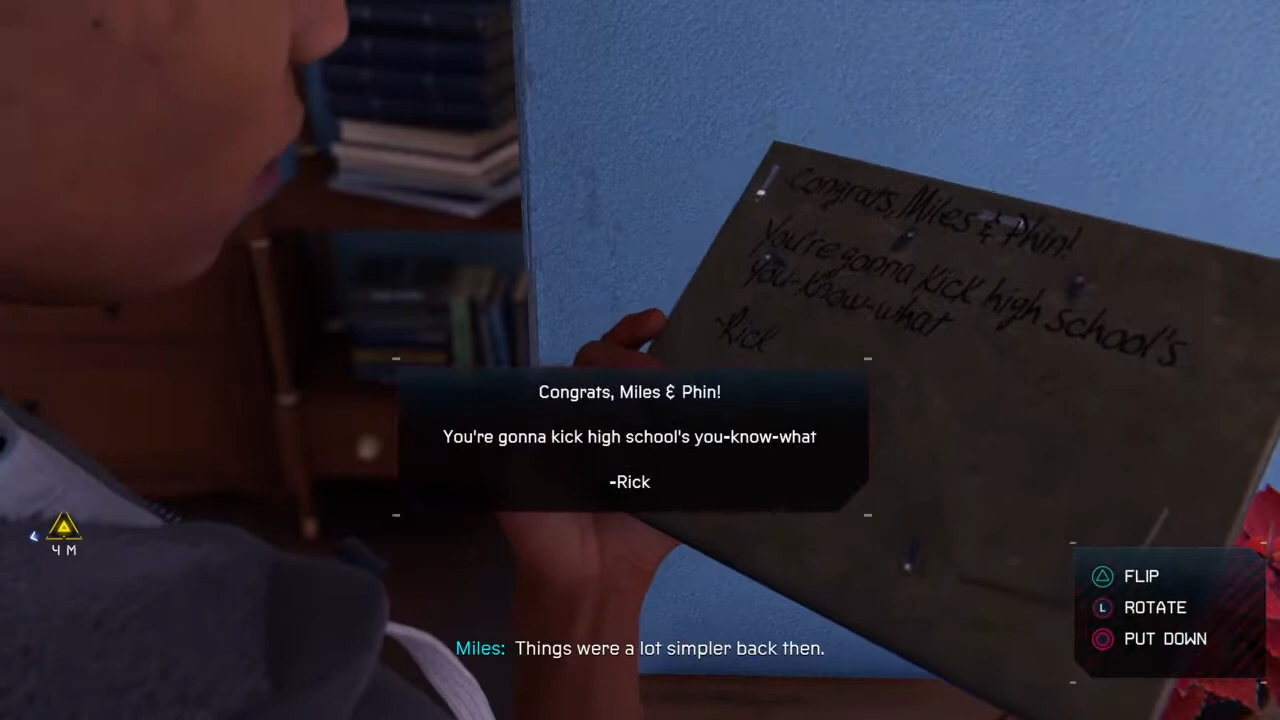 Congrats, Miles & Phin!
You're gonna kick high school's
you-know-what
-Rick
Congrats, Miles & Phin!
You're gonna kick high school's you-know-what
-Rick
4 M
FLIP
L ROTATE
PUT DOWN
Miles: Things were a lot simpler back then.